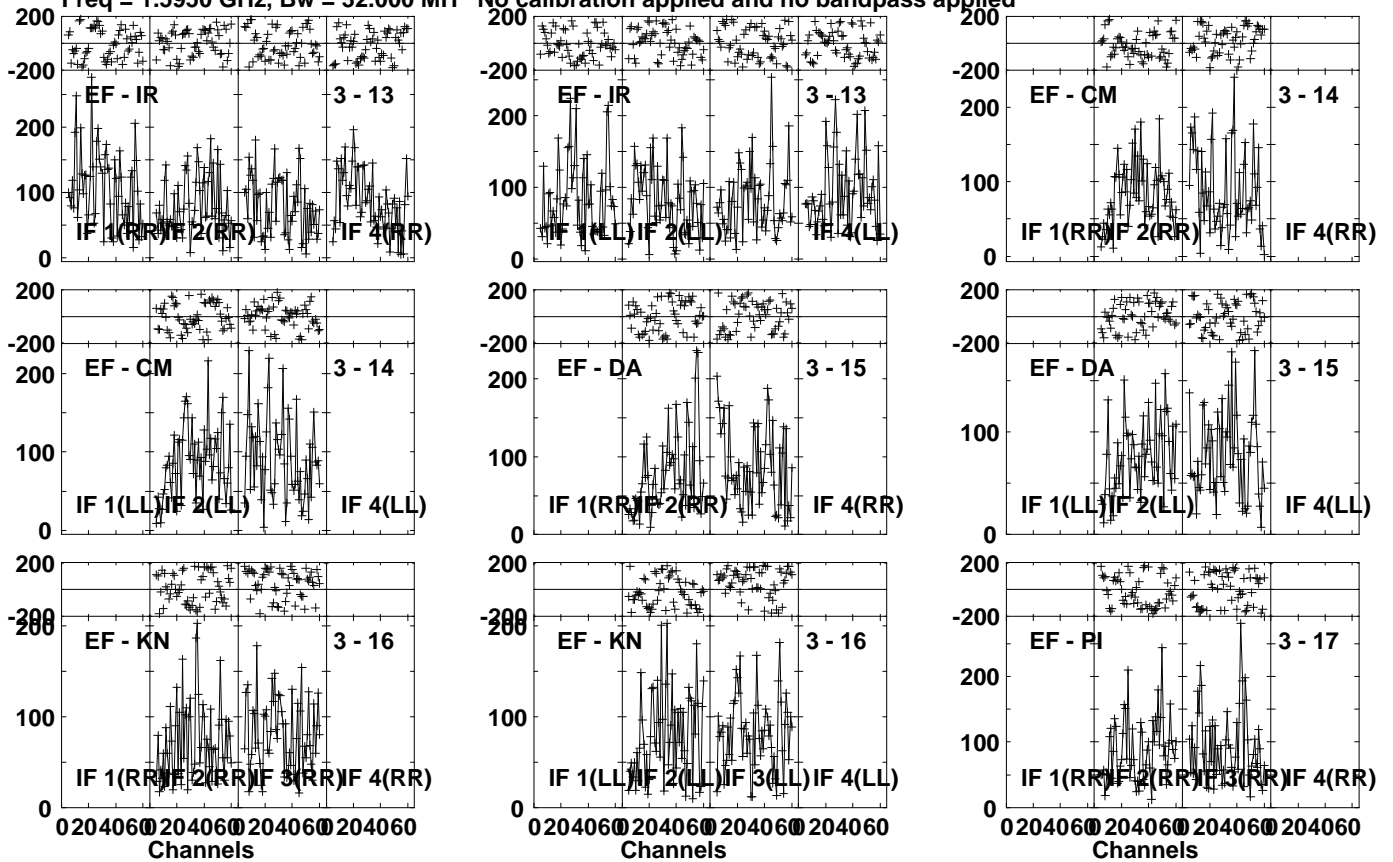 Freq = 1.5950 GHz, Bw = 32.000 MH No calibration applied and no bandpass applied
200
-200
EF - IR 3 - 13
200
100
0
IF 1(RR) IF 2(RR) IF 4(RR)
200
-200
EF - IR 3 - 13
200
100
0
IF 1(LL) IF 2(LL) IF 4(LL)
200
-200
EF - CM 3 - 14
200
100
0
IF 1(RR) IF 2(RR) IF 4(RR)
200
-200
EF - CM 3 - 14
200
100
0
IF 1(LL) IF 2(LL) IF 4(LL)
200
-200
EF - DA 3 - 15
200
100
0
IF 1(RR) IF 2(RR) IF 4(RR)
200
-200
EF - DA 3 - 15
200
100
0
IF 1(LL) IF 2(LL) IF 4(LL)
200
-200
EF - KN 3 - 16
200
100
0
IF 1(RR) IF 2(RR) IF 3(RR) IF 4(RR)
0 20 40 60 0 20 40 60 0 20 40 60 0 20 40 60
Channels
200
-200
EF - KN 3 - 16
200
100
0
IF 1(LL) IF 2(LL) IF 3(LL) IF 4(LL)
0 20 40 60 0 20 40 60 0 20 40 60 0 20 40 60
Channels
200
-200
EF - PI 3 - 17
200
100
0
IF 1(RR) IF 2(RR) IF 3(RR) IF 4(RR)
0 20 40 60 0 20 40 60 0 20 40 60 0 20 40 60
Channels